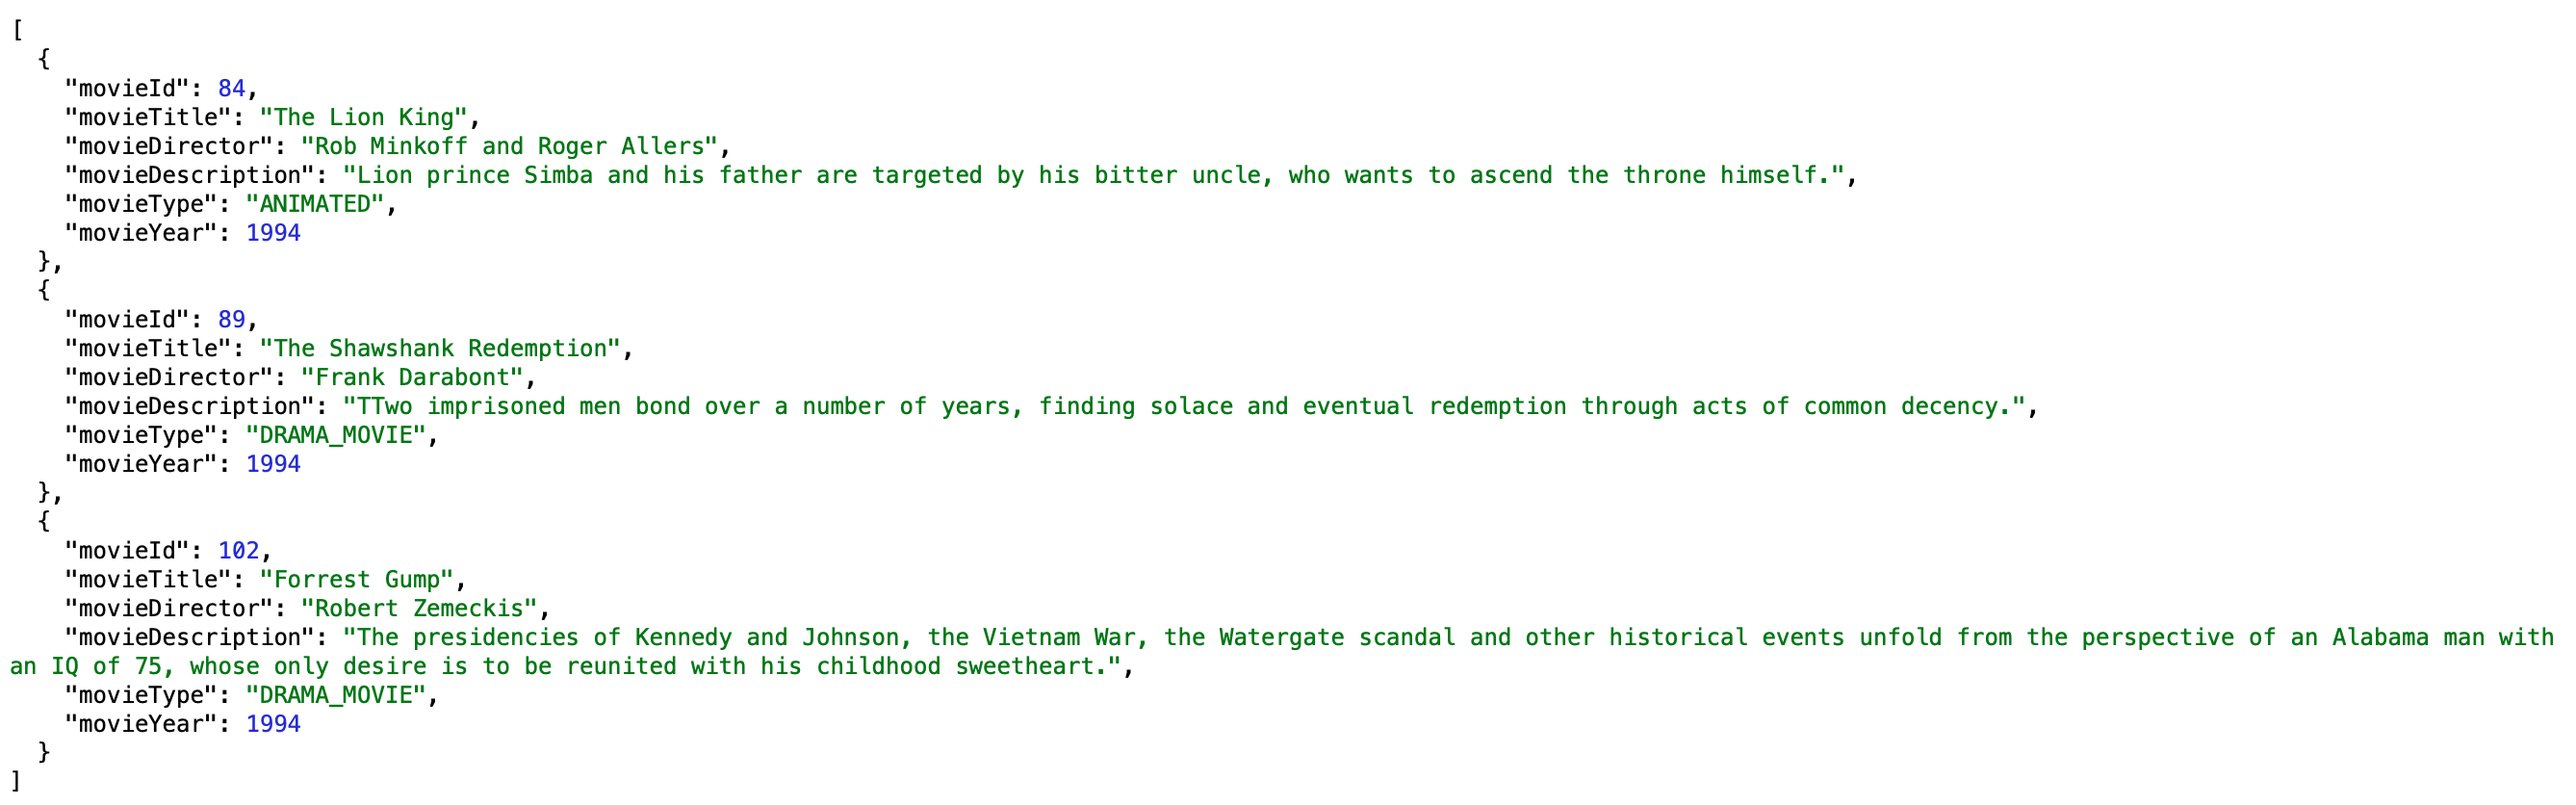 [
  {
    "movieId": 84,
    "movieTitle": "The Lion King",
    "movieDirector": "Rob Minkoff and Roger Allers",
    "movieDescription": "Lion prince Simba and his father are targeted by his bitter uncle, who wants to ascend the throne himself.",
    "movieType": "ANIMATED",
    "movieYear": 1994
  },
  {
    "movieId": 89,
    "movieTitle": "The Shawshank Redemption",
    "movieDirector": "Frank Darabont",
    "movieDescription": "TTwo imprisoned men bond over a number of years, finding solace and eventual redemption through acts of common decency.",
    "movieType": "DRAMA_MOVIE",
    "movieYear": 1994
  },
  {
    "movieId": 102,
    "movieTitle": "Forrest Gump",
    "movieDirector": "Robert Zemeckis",
    "movieDescription": "The presidencies of Kennedy and Johnson, the Vietnam War, the Watergate scandal and other historical events unfold from the perspective of an Alabama man with
an IQ of 75, whose only desire is to be reunited with his childhood sweetheart.",
    "movieType": "DRAMA_MOVIE",
    "movieYear": 1994
  }
]